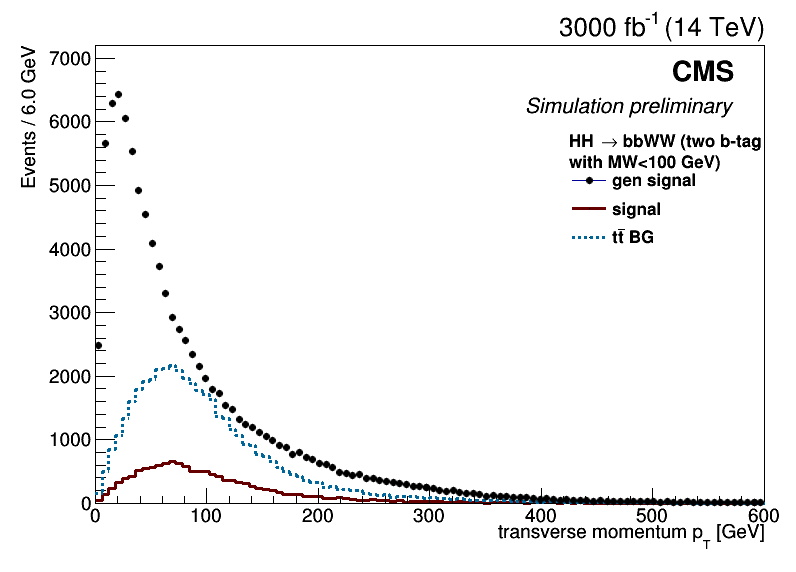 3000 fb-1 (14 TeV)
CMS
Simulation preliminary
HH → bbWW (two b-tag
with MW<100 GeV)
gen signal
signal
tt̄ BG
Events / 6.0 GeV
7000
6000
5000
4000
3000
2000
1000
0
0 100 200 300 400 500 600
transverse momentum pT [GeV]